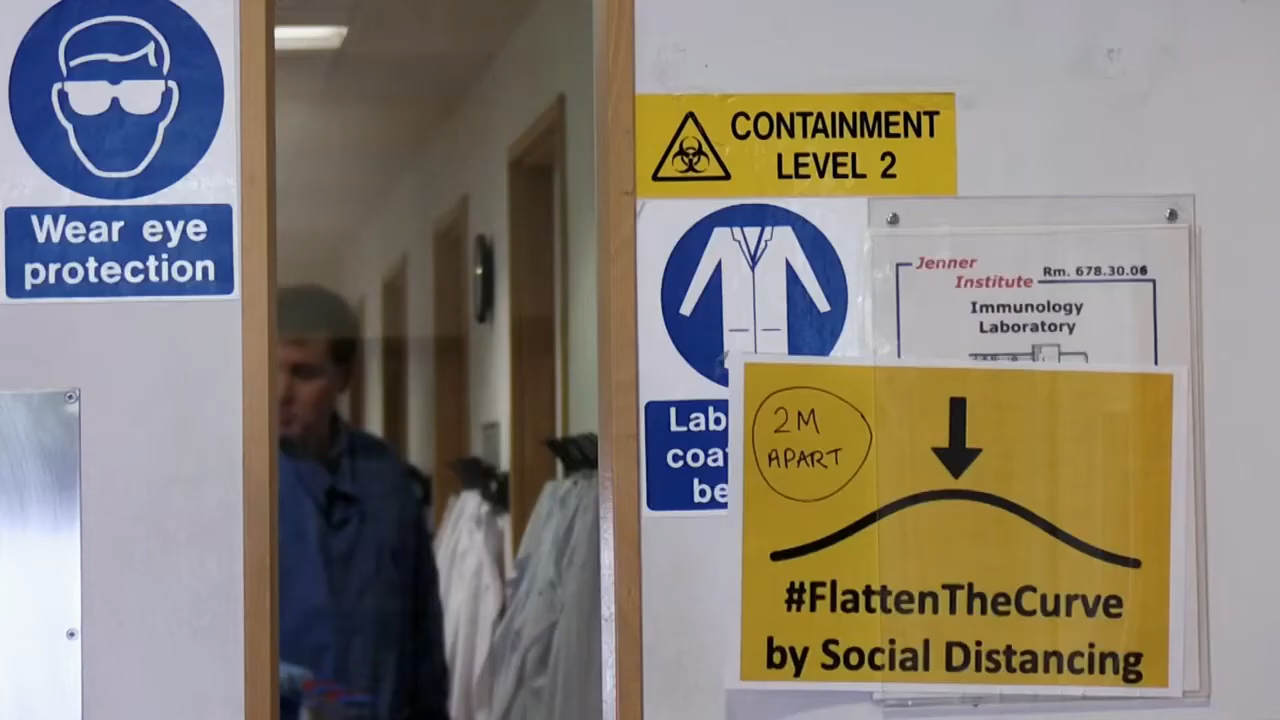 Wear eye
protection
CONTAINMENT
LEVEL 2
Jenner
Institute
Rm. 678.30.06
Immunology
Laboratory
Lab
coa
be
2M
APART
#FlattenTheCurve
by Social Distancing